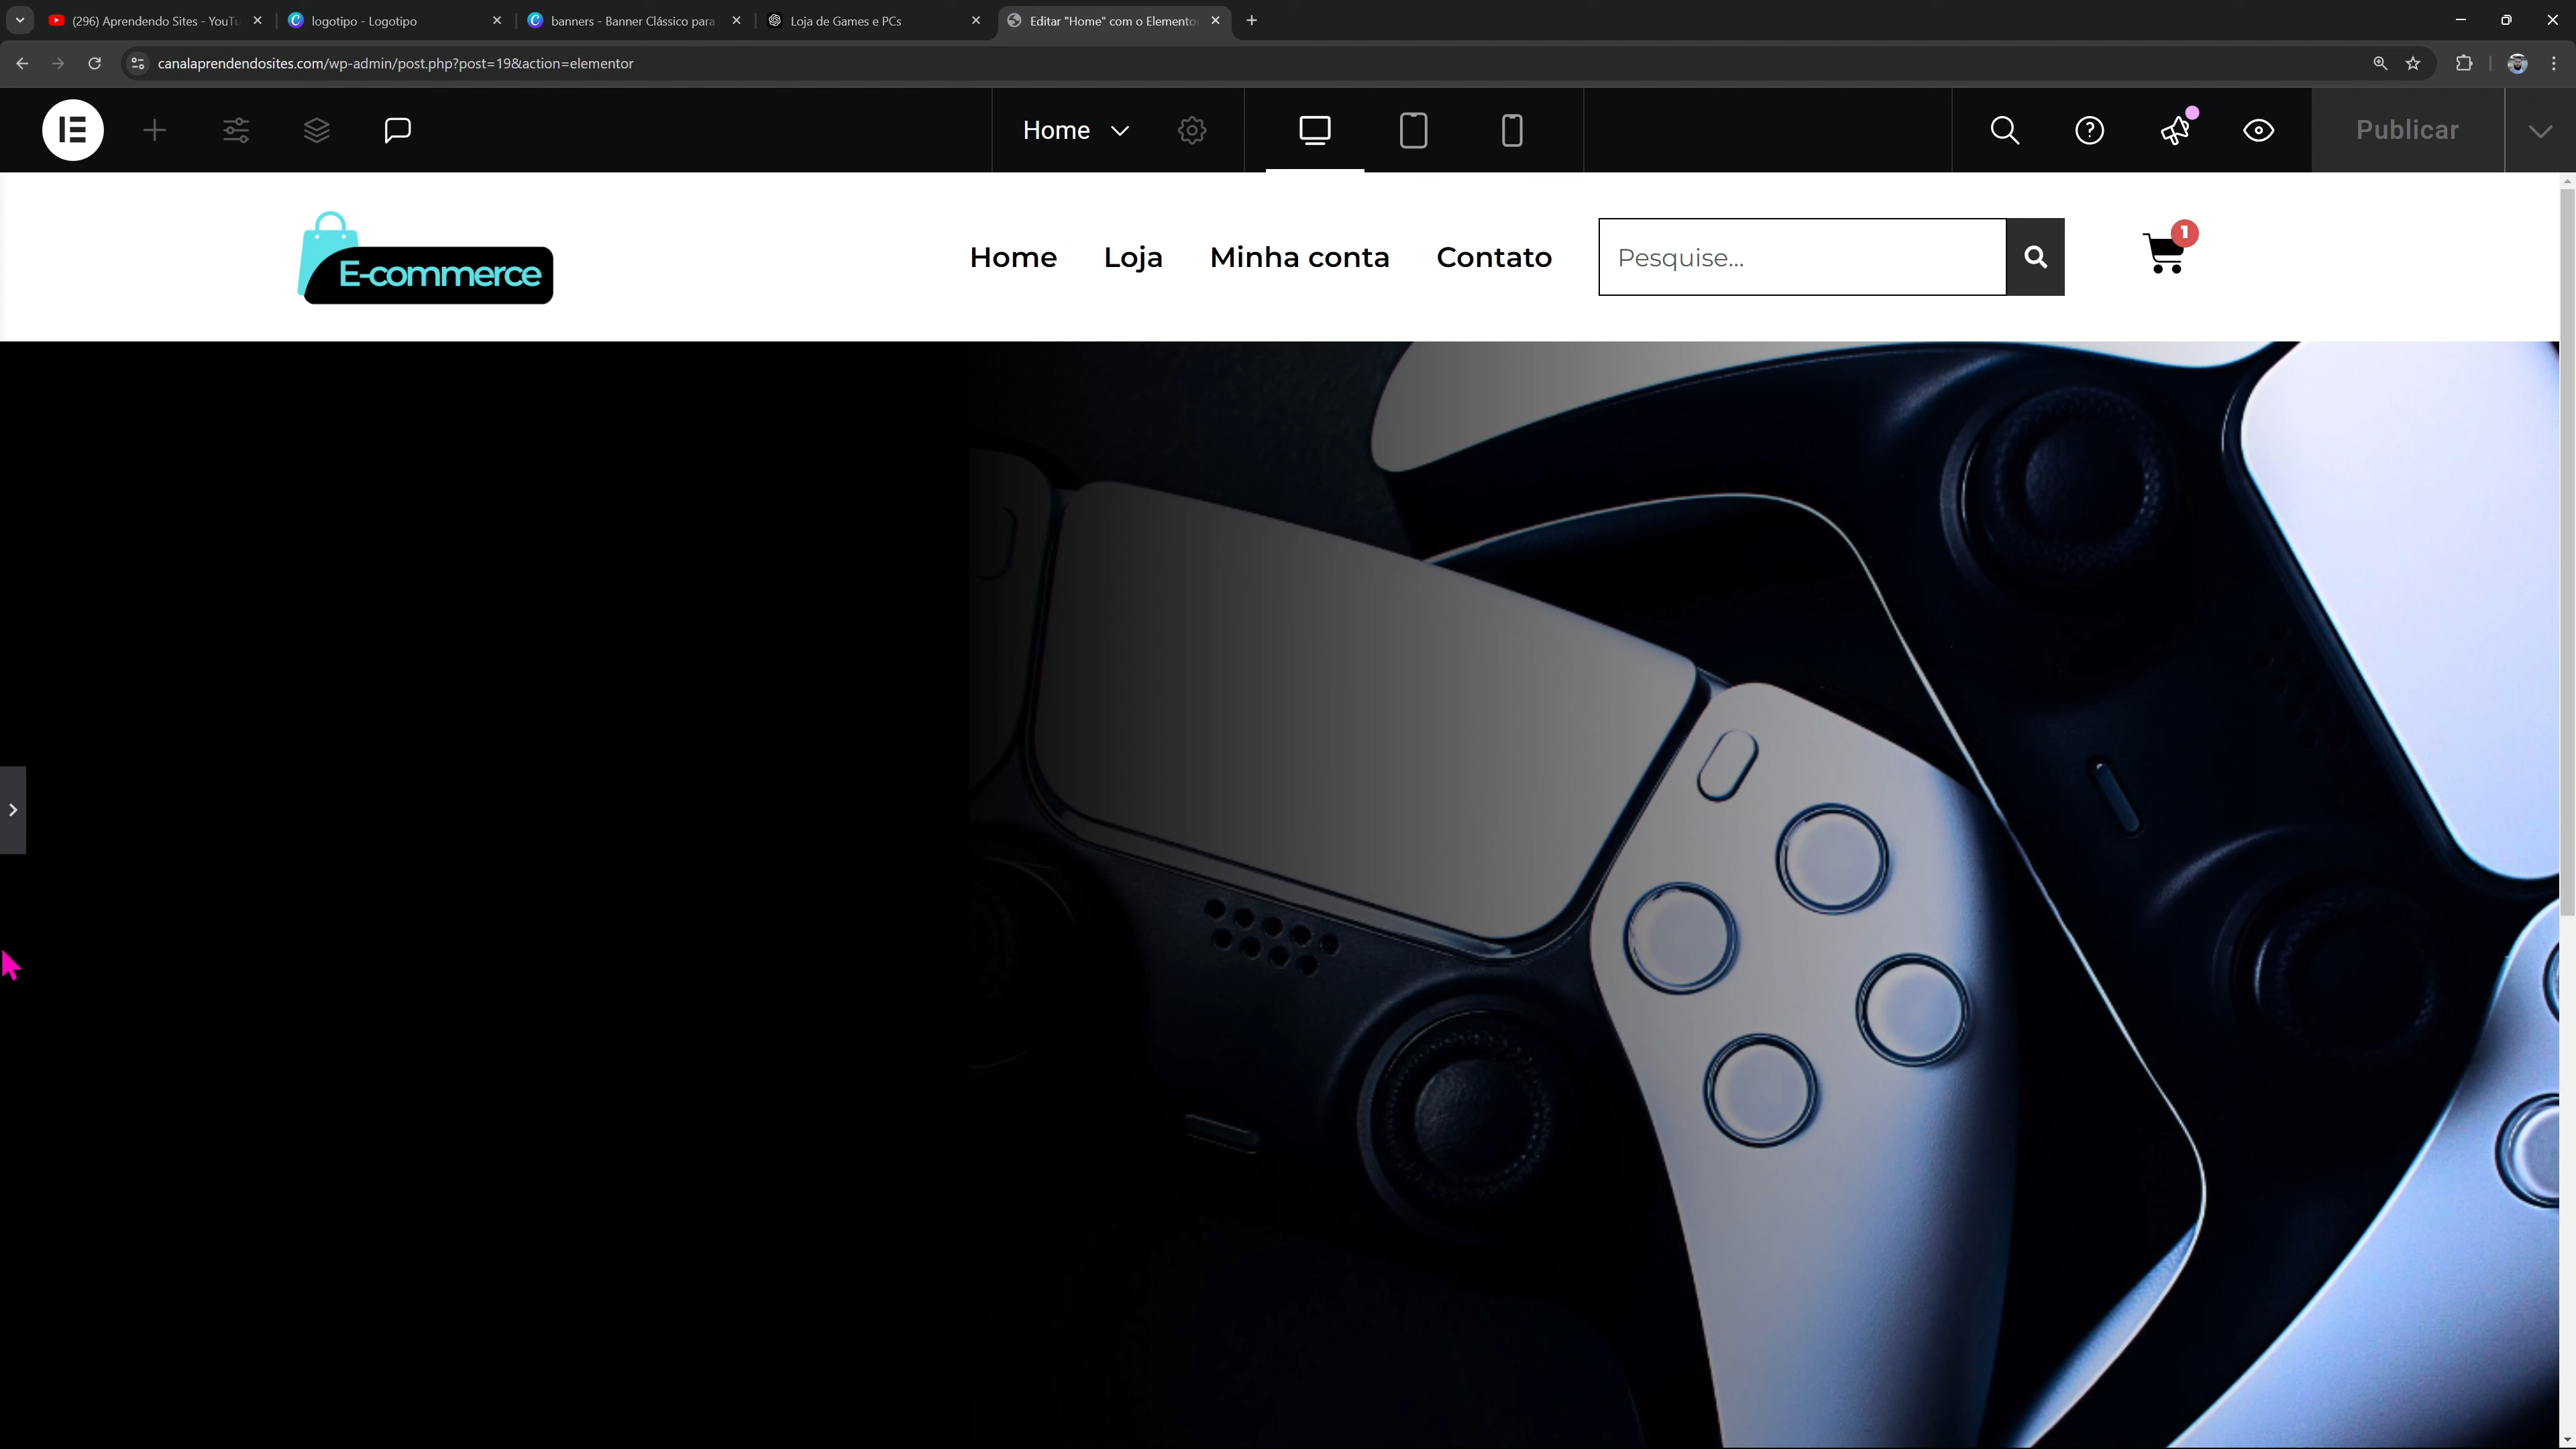 (296) Aprendendo Sites - YouTu
logotipo - Logotipo
banners - Banner Clássico para
Loja de Games e PCs
Editar "Home" com o Elemento
canalaprendendosites.com/wp-admin/post.php?post=19&action=elementor
Home
Publicar
E-commerce
Home
Loja
Minha conta
Contato
Pesquise...
1